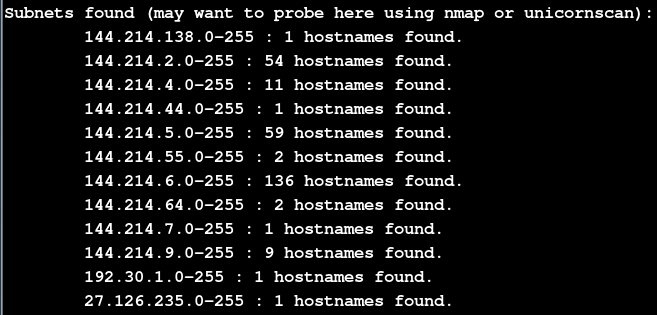 Subnets found (may want to probe here using nmap or unicornscan):
144.214.138.0-255 : 1 hostnames found.
144.214.2.0-255 : 54 hostnames found.
144.214.4.0-255 : 11 hostnames found.
144.214.44.0-255 : 1 hostnames found.
144.214.5.0-255 : 59 hostnames found.
144.214.55.0-255 : 2 hostnames found.
144.214.6.0-255 : 136 hostnames found.
144.214.64.0-255 : 2 hostnames found.
144.214.7.0-255 : 1 hostnames found.
144.214.9.0-255 : 9 hostnames found.
192.30.1.0-255 : 1 hostnames found.
27.126.235.0-255 : 1 hostnames found.